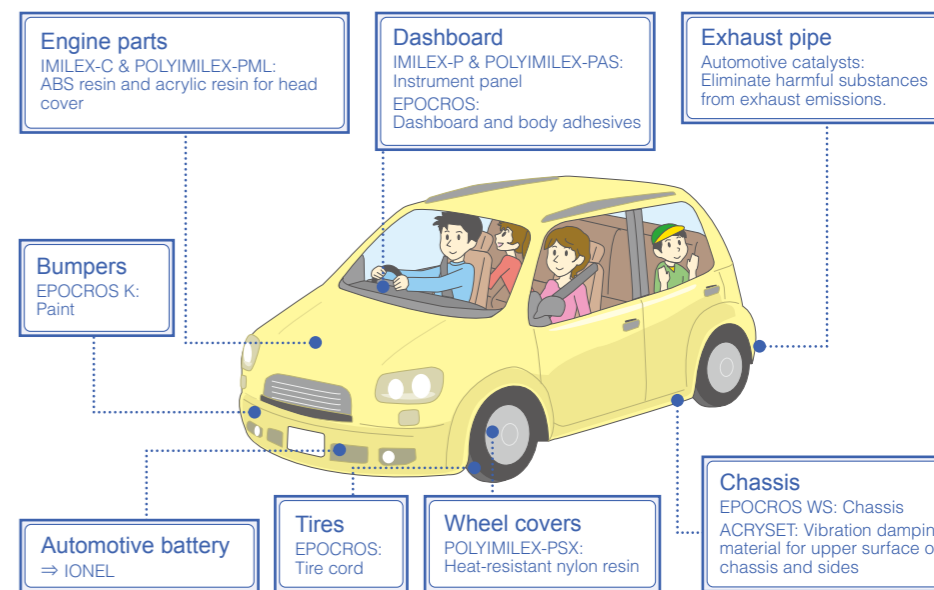 Engine parts
IMILEX-C & POLYIMILEX-PML:
ABS resin and acrylic resin for head
cover
Dashboard
IMILEX-P & POLYIMILEX-PAS:
Instrument panel
EPOCROS:
Dashboard and body adhesives
Exhaust pipe
Automotive catalysts:
Eliminate harmful substances
from exhaust emissions.
Bumpers
EPOCROS K:
Paint
Automotive battery
⇒ IONEL
Tires
EPOCROS:
Tire cord
Wheel covers
POLYIMILEX-PSX:
Heat-resistant nylon resin
Chassis
EPOCROS WS: Chassis
ACRYSET: Vibration dampin
material for upper surface o
chassis and sides